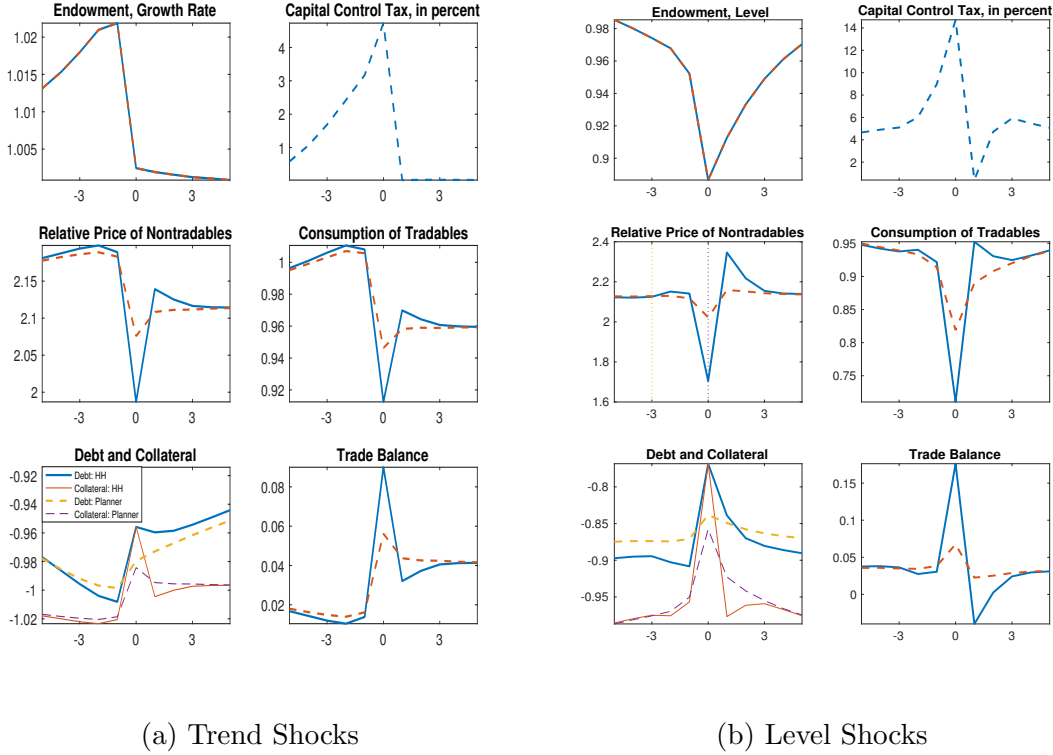 Endowment, Growth Rate
1.02
1.015
1.01
1.005
-3 0 3
Capital Control Tax, in percent
4
3
2
1
-3 0 3
Relative Price of Nontradables
2.15
2.1
2.05
2
-3 0 3
Consumption of Tradables
1
0.96
0.92
-3 0 3
Debt and Collateral
-0.92
-0.94
-0.96
-0.98
-1
-1.02
Debt: HH
Collateral: HH
Debt: Planner
Collateral: Planner
-3 0 3
Trade Balance
0.08
0.06
0.04
0.02
-3 0 3
(a) Trend Shocks
Endowment, Level
0.98
0.96
0.94
0.92
0.9
-3 0 3
Capital Control Tax, in percent
14
12
10
8
6
4
2
-3 0 3
Relative Price of Nontradables
2.4
2.2
2
1.8
1.6
-3 0 3
Consumption of Tradables
0.95
0.9
0.85
0.8
0.75
-3 0 3
Debt and Collateral
-0.8
-0.85
-0.9
-0.95
-3 0 3
Trade Balance
0.15
0.1
0.05
0
-3 0 3
(b) Level Shocks